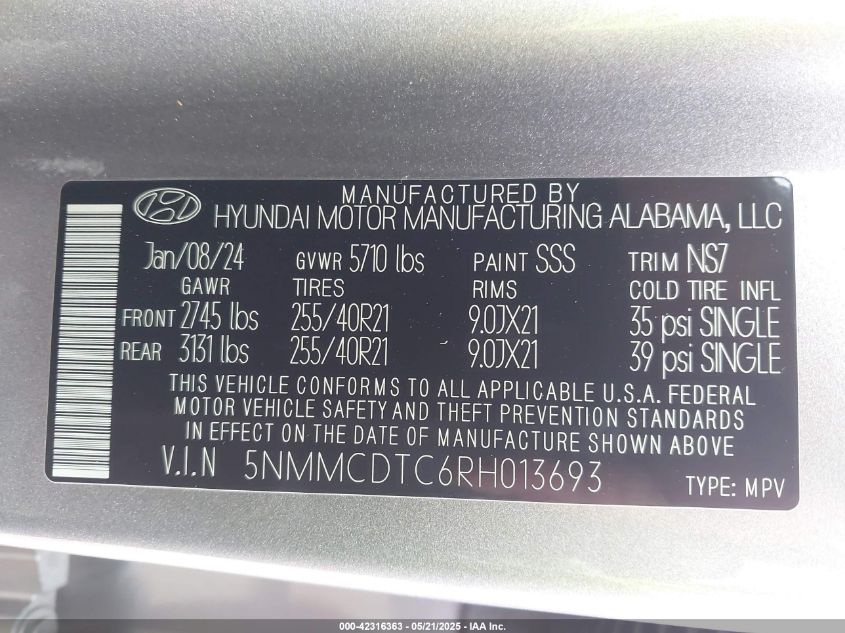 MANUFACTURED BY
HYUNDAI MOTOR MANUFACTURING ALABAMA, LLC
Jan/08/24 GVWR 5710 lbs PAINT SSS TRIM NS7
GAWR TIRES RIMS COLD TIRE INFL
FRONT 2745 lbs 255/40R21 9.0JX21 35 psi SINGLE
REAR 3131 lbs 255/40R21 9.0JX21 39 psi SINGLE
THIS VEHICLE CONFORMS TO ALL APPLICABLE U.S.A. FEDERAL
MOTOR VEHICLE SAFETY AND THEFT PREVENTION STANDARDS
IN EFFECT ON THE DATE OF MANUFACTURE SHOWN ABOVE.
V.I.N 5NMMCDTC6RH013693 TYPE: MPV
000-42316363 - 05/21/2025 - IAA Inc.